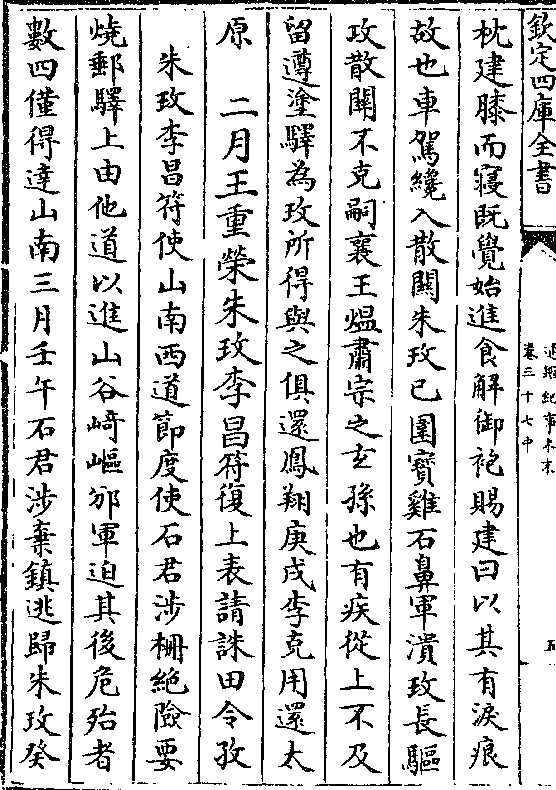 欽定四庫全書
通鑑紀事本末
卷三十七中
五
枕建膝而寢既覺始進食解御袍賜建曰以其有淚痕
故也車駕纔入散關朱玫已圍寶雞石鼻軍潰玫長驅
攻散關不克嗣襄王熅肅宗之玄孫也有疾從上不及
留遵塗驛為玫所得與之俱還鳳翔庚戌李克用還太
原　二月王重榮朱玫李昌符復上表請誅田令孜
朱玫李昌符使山南西道節度使石君涉柵絶險要
燒郵驛上由他道以進山谷﨑嶇邠軍迫其後危殆者
數四僅得達山南三月壬午石君涉棄鎮逃歸朱玫癸